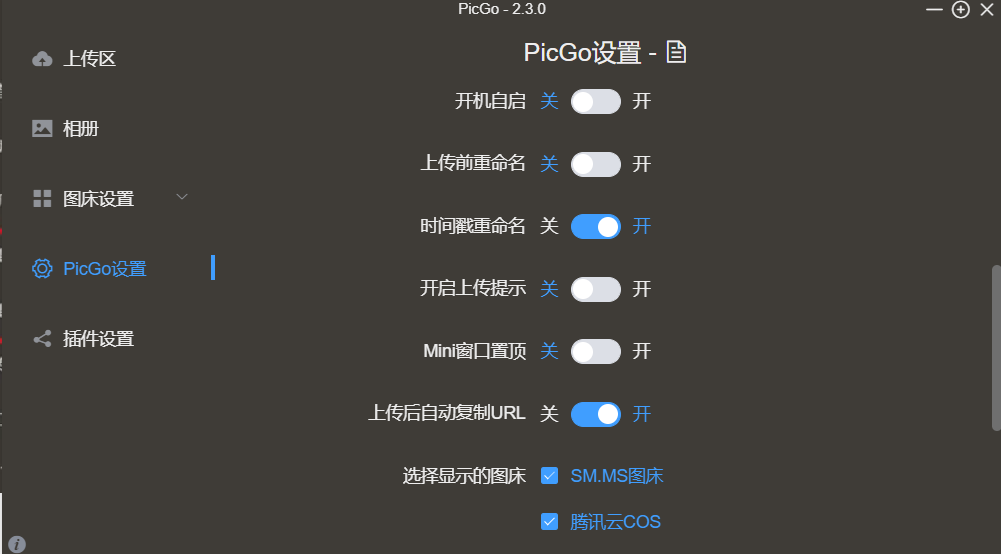 PicGo - 2.3.0
上传区
相册
图床设置
PicGo设置
插件设置
PicGo设置 -
开机自启 关 开
上传前重命名 关 开
时间戳重命名 关 开
开启上传提示 关 开
Mini窗口置顶 关 开
上传后自动复制URL 关 开
选择显示的图床 SM.MS图床
腾讯云COS